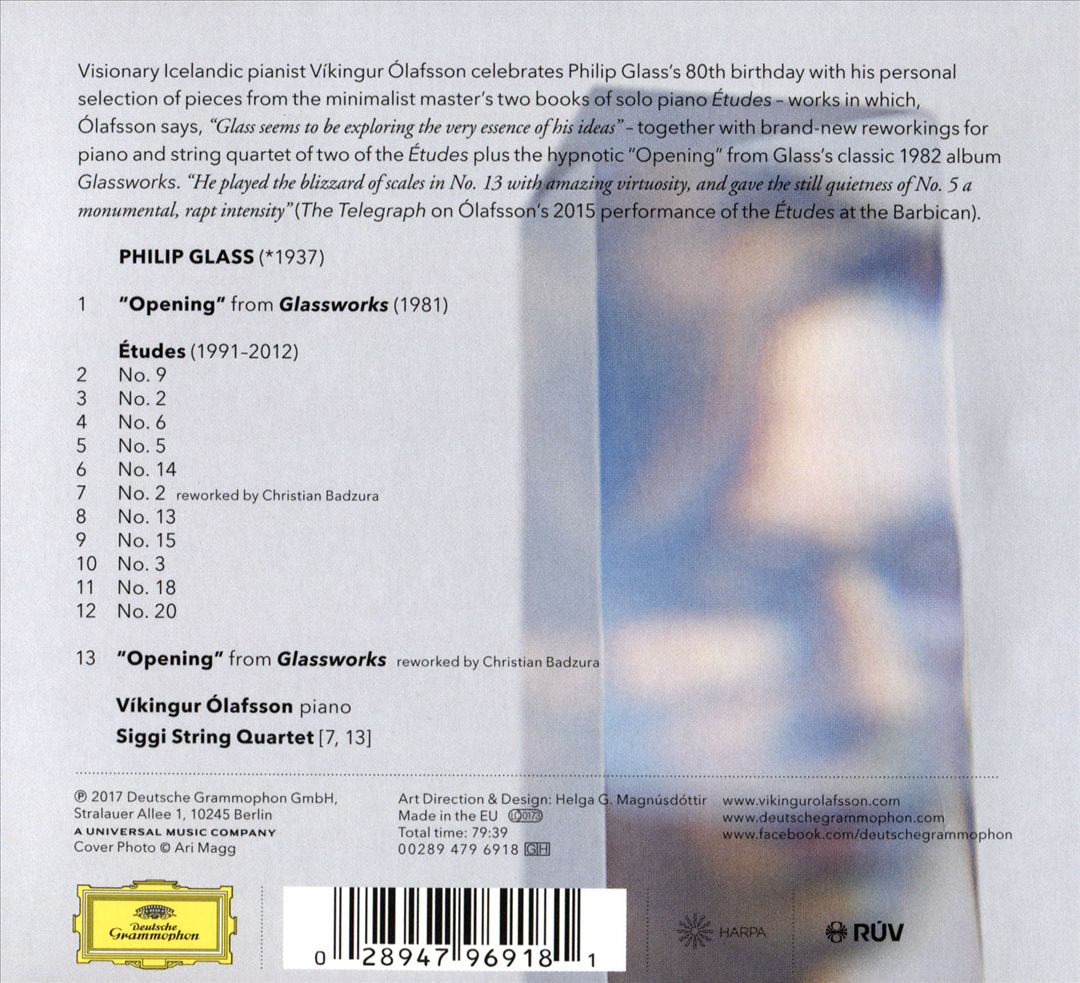 Visionary Icelandic pianist Víkingur Ólafsson celebrates Philip Glass's 80th birthday with his personal
selection of pieces from the minimalist master's two books of solo piano Études – works in which,
Ólafsson says, “Glass seems to be exploring the very essence of his ideas” – together with brand-new reworkings for
piano and string quartet of two of the Études plus the hypnotic “Opening” from Glass's classic 1982 album
Glassworks. “He played the blizzard of scales in No. 13 with amazing virtuosity, and gave the still quietness of No. 5 a
monumental, rapt intensity” (The Telegraph on Ólafsson's 2015 performance of the Études at the Barbican).
PHILIP GLASS (*1937)
1 “Opening” from Glassworks (1981)
Études (1991–2012)
2 No. 9
3 No. 2
4 No. 6
5 No. 5
6 No. 14
7 No. 2 reworked by Christian Badzura
8 No. 13
9 No. 15
10 No. 3
11 No. 18
12 No. 20
13 “Opening” from Glassworks reworked by Christian Badzura
Víkingur Ólafsson piano
Siggi String Quartet [7, 13]
℗ 2017 Deutsche Grammophon GmbH,
Stralauer Allee 1, 10245 Berlin
A UNIVERSAL MUSIC COMPANY
Cover Photo © Ari Magg
Art Direction & Design: Helga G. Magnúsdóttir
Made in the EU LC 0173
Total time: 79:39
00289 479 6918 GH
www.vikingurolafsson.com
www.deutschegrammophon.com
www.facebook.com/deutschegrammophon
Deutsche
Grammophon
0 28947 96918 1
HARPA
RÚV